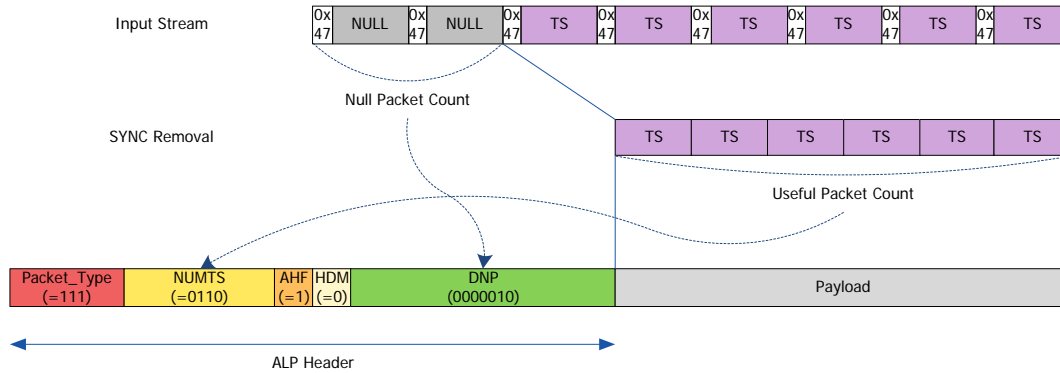 Input Stream
0x 47 NULL 0x 47 NULL 0x 47 TS 0x 47 TS 0x 47 TS 0x 47 TS 0x 47 TS 0x 47 TS
Null Packet Count
SYNC Removal
TS TS TS TS TS TS
Useful Packet Count
Packet_Type NUMTS AHF HDM DNP
(=111) (=0110) (=1) (=0) (0000010)
Payload
ALP Header